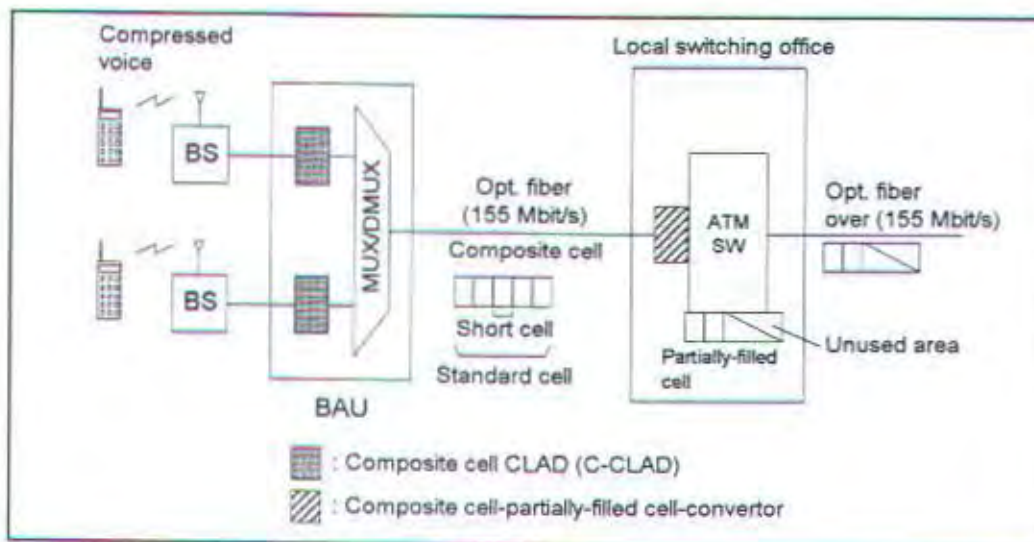 Compressed
voice
Local switching office
BS
MUX/DMUX
Opt. fiber
(155 Mbit/s)
ATM
SW
Opt. fiber
over (155 Mbit/s)
Composite cell
BS
Short cell
Unused area
Standard cell
Partially-filled
cell
BAU
: Composite cell CLAD (C-CLAD)
: Composite cell-partially-filled cell-convertor